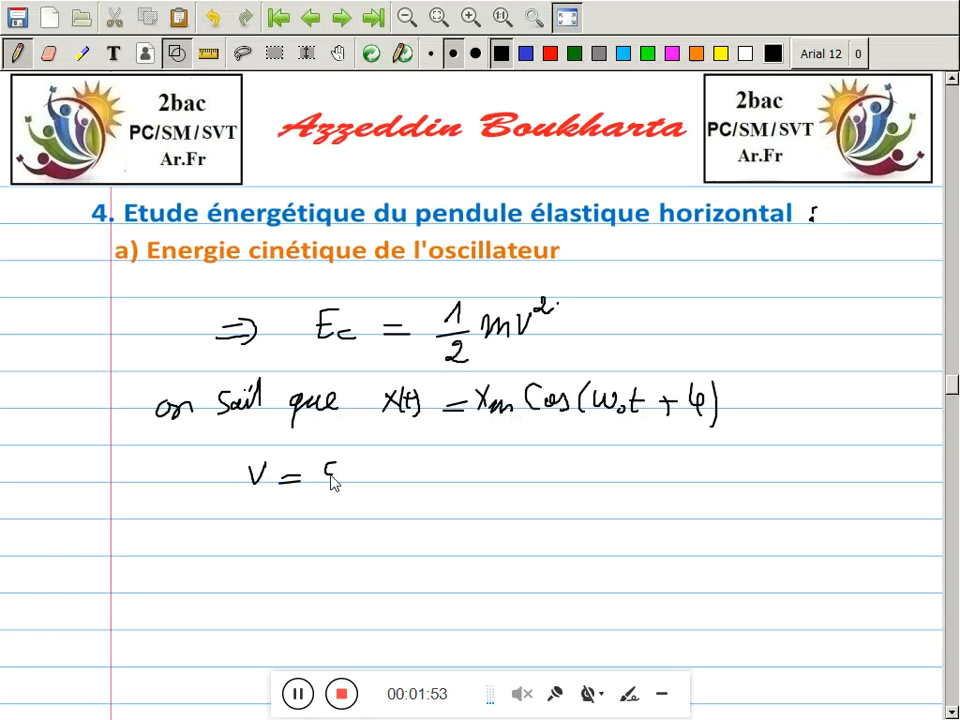 Arial 12 0
2bac
PC/SM/SVT
Ar.Fr
Azzeddin Boukharta
2bac
PC/SM/SVT
Ar.Fr
4. Etude énergétique du pendule élastique horizontal :
a) Energie cinétique de l'oscillateur
⇒ Ec = 1/2 mv²
on sait que x(t) = Xm Cos(ω₀t + φ)
V =
00:01:53